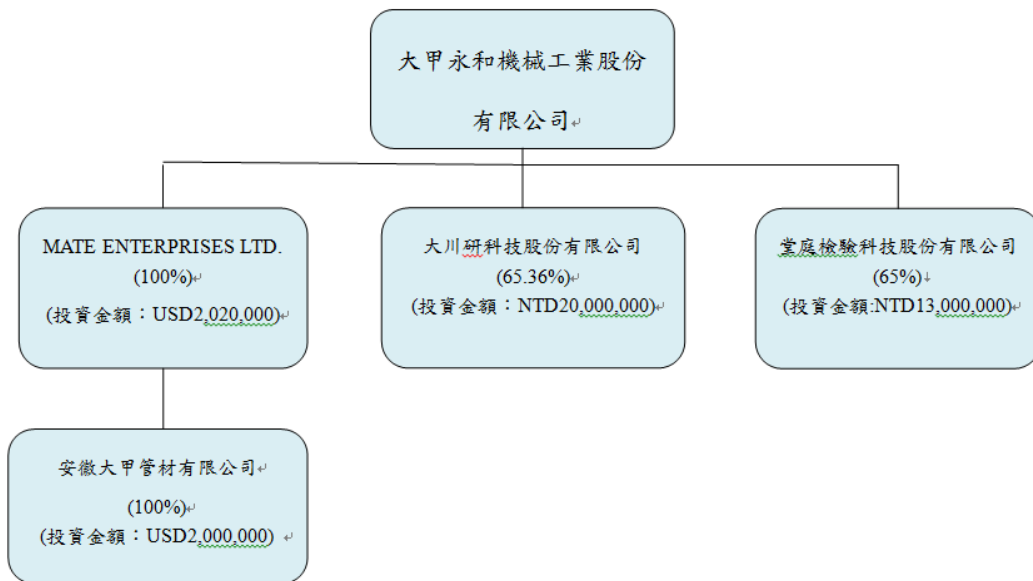 大甲永和機械工業股份
有限公司
MATE ENTERPRISES LTD.
(100%)
(投資金額：USD2,020,000)
大川研科技股份有限公司
(65.36%)
(投資金額：NTD20,000,000)
堂庭檢驗科技股份有限公司
(65%)
(投資金額:NTD13,000,000)
安徽大甲管材有限公司
(100%)
(投資金額：USD2,000,000)